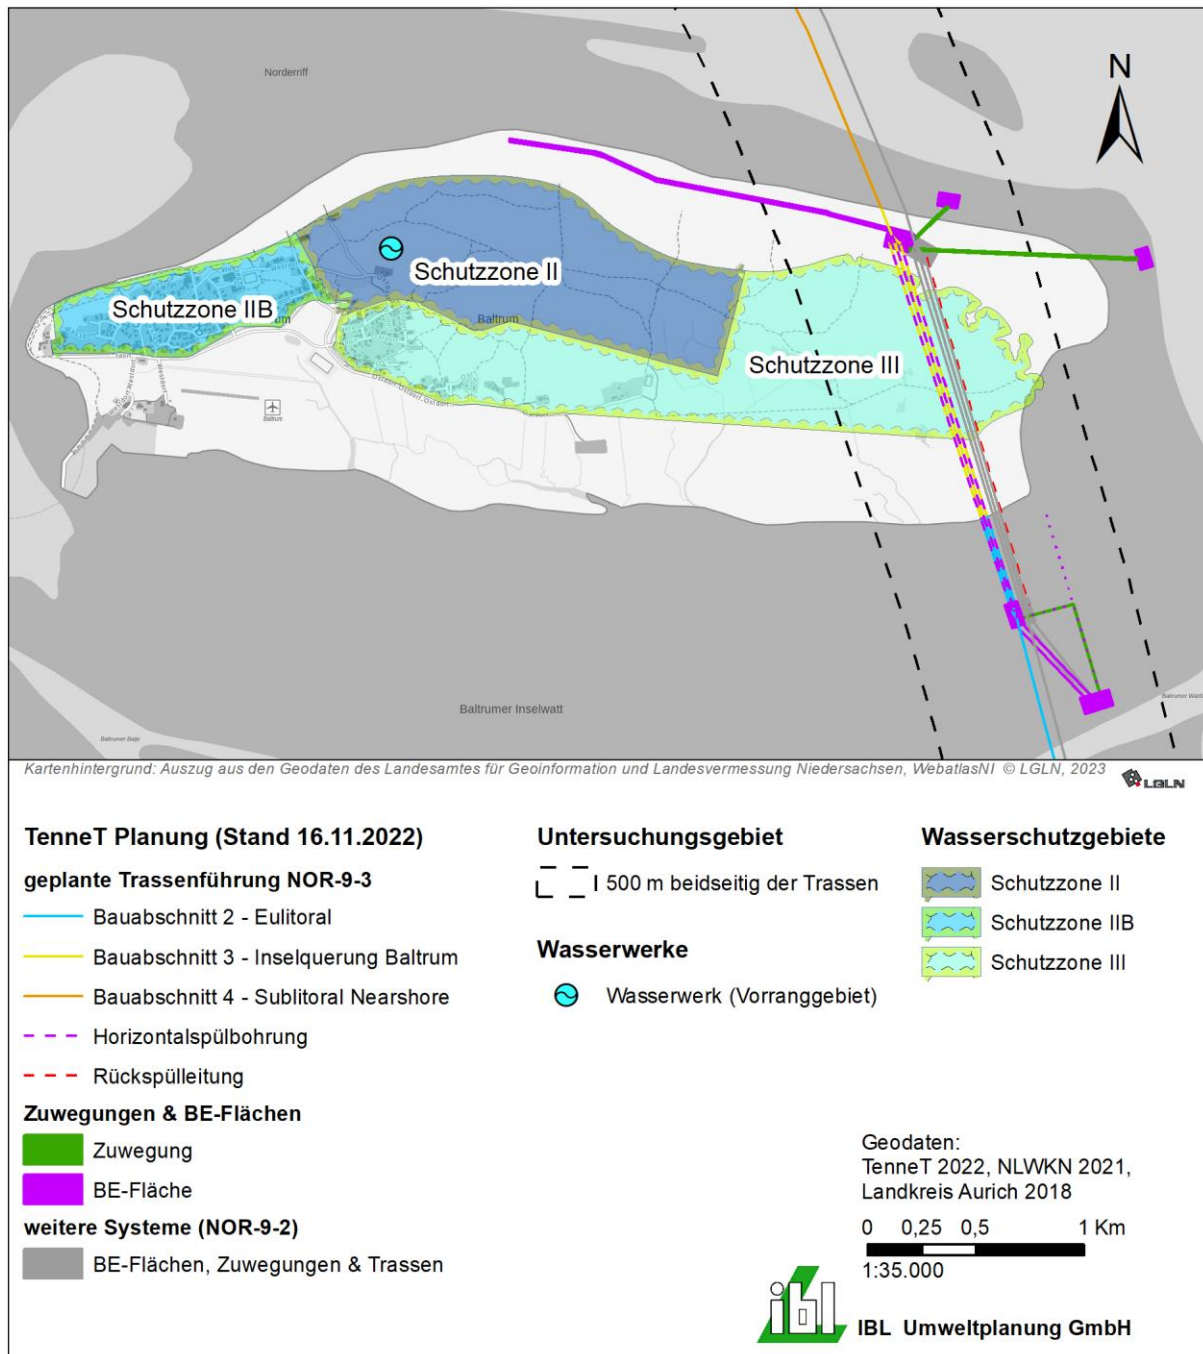 Norderriff
N
Schutzzone II
Schutzzone IIB
Baltrum
Schutzzone III
Baltrum
Baltrumer Inselwatt
Baltrumer Balje
Kartenhintergrund: Auszug aus den Geodaten des Landesamtes für Geoinformation und Landesvermessung Niedersachsen, WebatlasNI © LGLN, 2023
LGLN
TenneT Planung (Stand 16.11.2022)
geplante Trassenführung NOR-9-3
Bauabschnitt 2 - Eulitoral
Bauabschnitt 3 - Inselquerung Baltrum
Bauabschnitt 4 - Sublitoral Nearshore
Horizontalspülbohrung
Rückspülleitung
Zuwegungen & BE-Flächen
Zuwegung
BE-Fläche
weitere Systeme (NOR-9-2)
BE-Flächen, Zuwegungen & Trassen
Untersuchungsgebiet
500 m beidseitig der Trassen
Wasserwerke
Wasserwerk (Vorranggebiet)
Wasserschutzgebiete
Schutzzone II
Schutzzone IIB
Schutzzone III
Geodaten:
TenneT 2022, NLWKN 2021,
Landkreis Aurich 2018
0 0,25 0,5 1 Km
1:35.000
ibl
IBL Umweltplanung GmbH